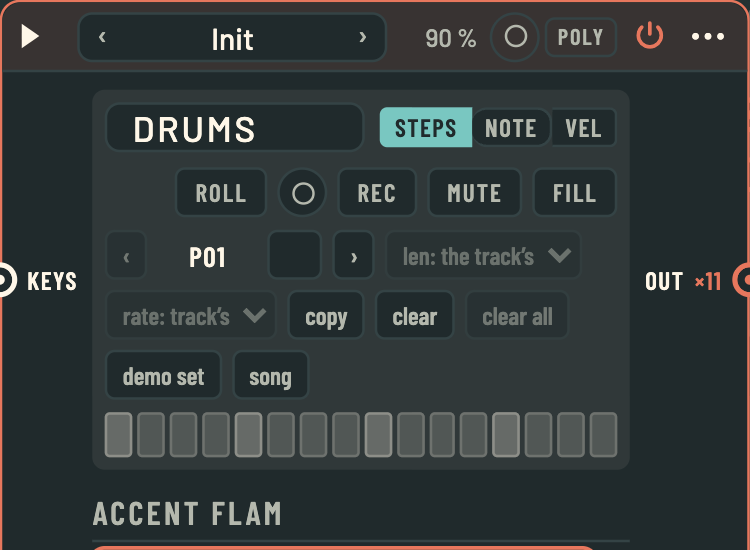 ‹ Init › 90 % POLY
DRUMS STEPS NOTE VEL
ROLL REC MUTE FILL
‹ P01 › len: the track's
KEYS OUT ×11
rate: track's copy clear clear all
demo set song
ACCENT FLAM